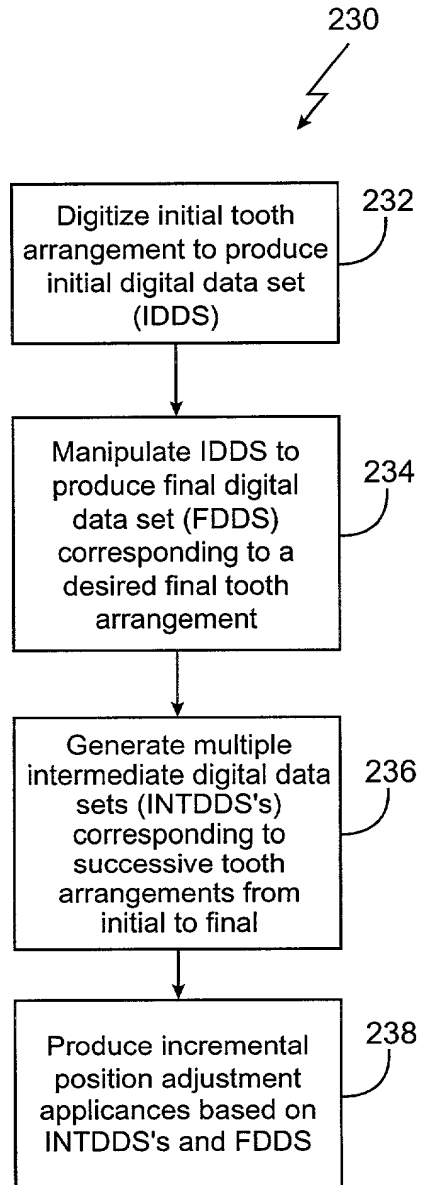 230
Digitize initial tooth
arrangement to produce
initial digital data set
(IDDS)
232
Manipulate IDDS to
produce final digital
data set (FDDS)
corresponding to a
desired final tooth
arrangement
234
Generate multiple
intermediate digital data
sets (INTDDS's)
corresponding to
successive tooth
arrangements from
initial to final
236
Produce incremental
position adjustment
applicances based on
INTDDS's and FDDS
238